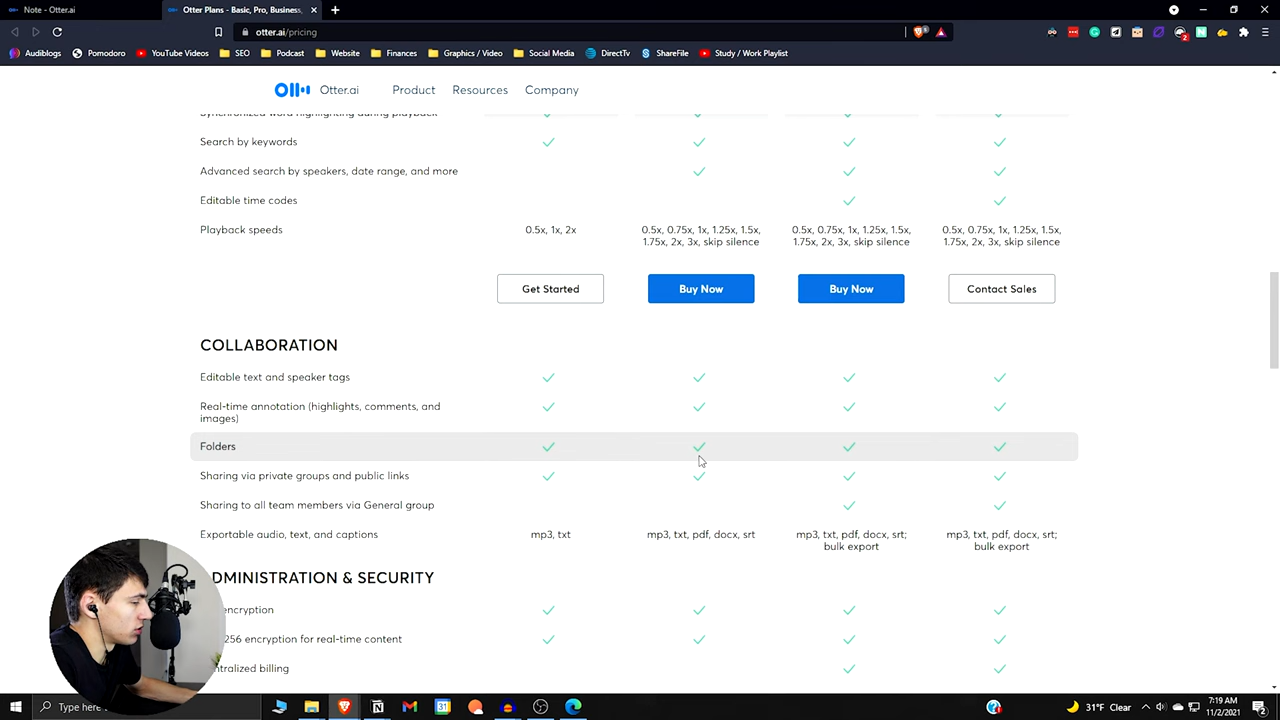 Note - Otter.ai
Otter Plans - Basic, Pro, Business,
otter.ai/pricing
Audiblogs
Pomodoro
YouTube Videos
SEO
Podcast
Website
Finances
Graphics / Video
Social Media
DirectTv
ShareFile
Study / Work Playlist
Otter.ai
Product
Resources
Company
Synchronized word highlighting during playback
Search by keywords
Advanced search by speakers, date range, and more
Editable time codes
Playback speeds
0.5x, 1x, 2x
0.5x, 0.75x, 1x, 1.25x, 1.5x,
1.75x, 2x, 3x, skip silence
0.5x, 0.75x, 1x, 1.25x, 1.5x,
1.75x, 2x, 3x, skip silence
0.5x, 0.75x, 1x, 1.25x, 1.5x,
1.75x, 2x, 3x, skip silence
Get Started
Buy Now
Buy Now
Contact Sales
COLLABORATION
Editable text and speaker tags
Real-time annotation (highlights, comments, and
images)
Folders
Sharing via private groups and public links
Sharing to all team members via General group
Exportable audio, text, and captions
mp3, txt
mp3, txt, pdf, docx, srt
mp3, txt, pdf, docx, srt;
bulk export
mp3, txt, pdf, docx, srt;
bulk export
DMINISTRATION & SECURITY
encryption
256 encryption for real-time content
ntralized billing
Type here
31°F Clear
7:19 AM
11/2/2021